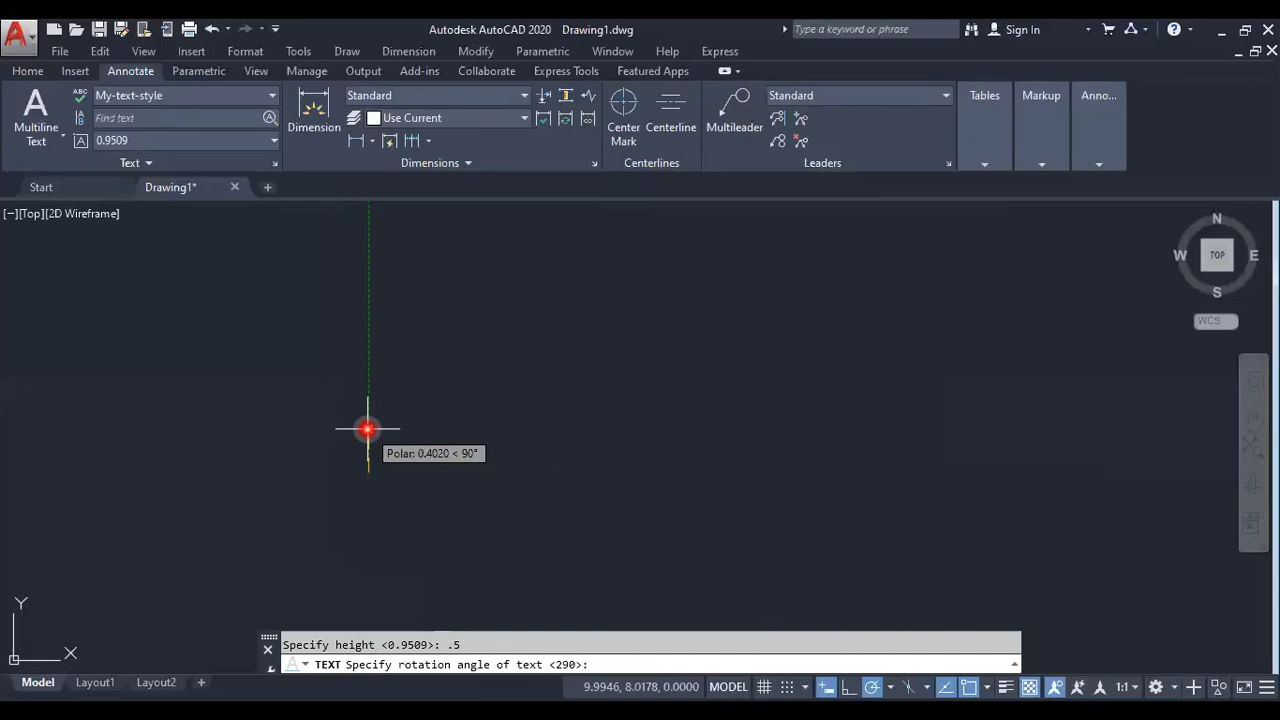 Autodesk AutoCAD 2020 Drawing1.dwg Type a keyword or phrase Sign In
File Edit View Insert Format Tools Draw Dimension Modify Parametric Window Help Express
Home Insert Annotate Parametric View Manage Output Add-ins Collaborate Express Tools Featured Apps
Multiline Text
My-text-style
Find text
0.9509
Text
Dimension
Standard
Use Current
Dimensions
Center Mark
Centerline
Centerlines
Multileader
Standard
Leaders
Tables
Markup
Anno...
Start Drawing1*
[−][Top][2D Wireframe]
N
W TOP E
S
WCS
Polar: 0.4020 < 90°
Y
X
Specify height <0.9509>: .5
TEXT Specify rotation angle of text <290>:
Model Layout1 Layout2 9.9946, 8.0178, 0.0000 MODEL 1:1